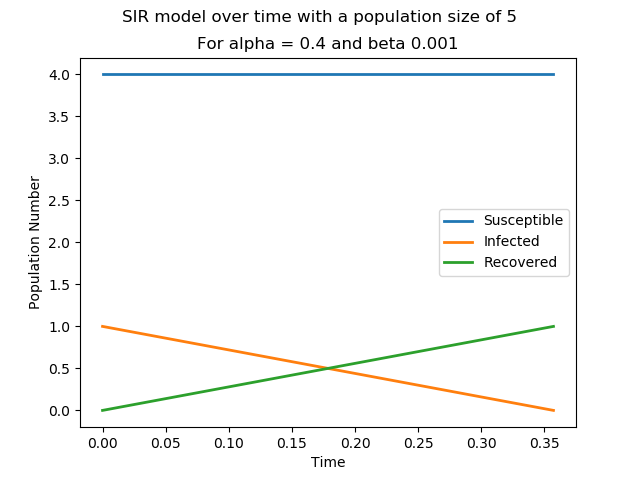 SIR model over time with a population size of 5
For alpha = 0.4 and beta 0.001
4.0
3.5
3.0
2.5
2.0
1.5
1.0
0.5
0.0
Population Number
Susceptible
Infected
Recovered
0.00 0.05 0.10 0.15 0.20 0.25 0.30 0.35
Time